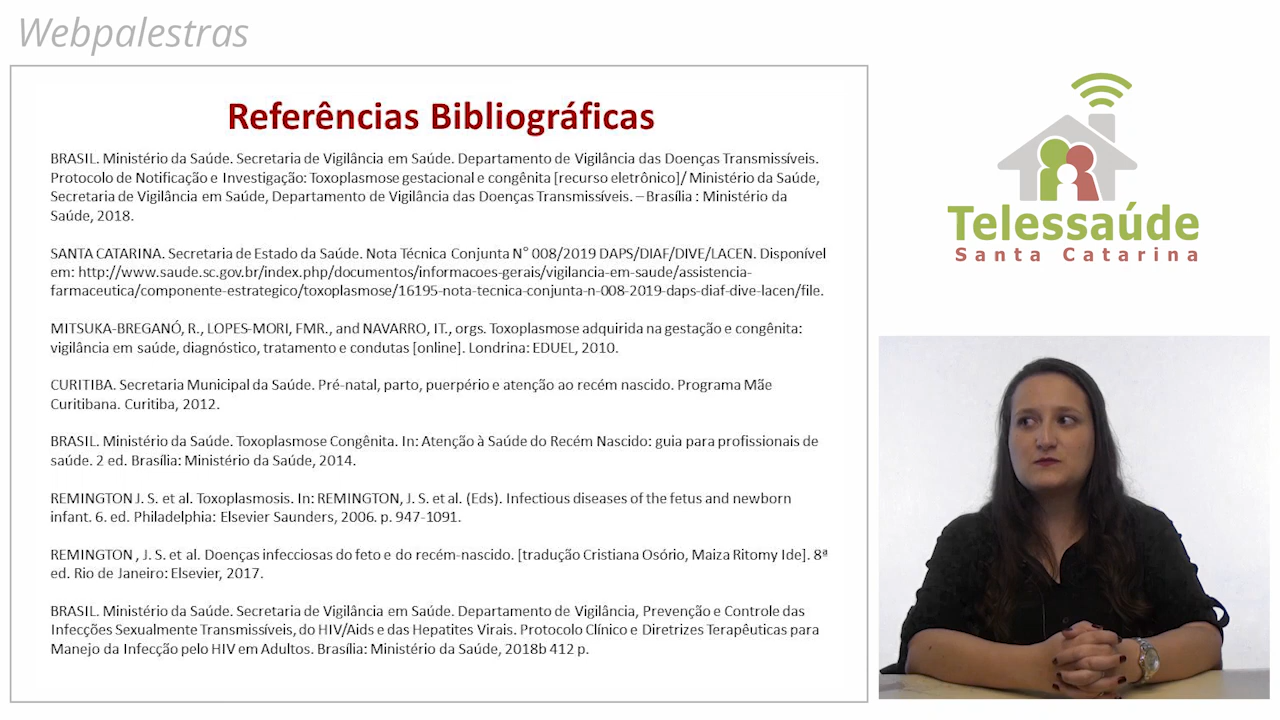 Webpalestras
Referências Bibliográficas
BRASIL. Ministério da Saúde. Secretaria de Vigilância em Saúde. Departamento de Vigilância das Doenças Transmissíveis.
Protocolo de Notificação e Investigação: Toxoplasmose gestacional e congênita [recurso eletrônico]/ Ministério da Saúde,
Secretaria de Vigilância em Saúde, Departamento de Vigilância das Doenças Transmissíveis. – Brasília : Ministério da
Saúde, 2018.
SANTA CATARINA. Secretaria de Estado da Saúde. Nota Técnica Conjunta N° 008/2019 DAPS/DIAF/DIVE/LACEN. Disponível
em: http://www.saude.sc.gov.br/index.php/documentos/informacoes-gerais/vigilancia-em-saude/assistencia-
farmaceutica/componente-estrategico/toxoplasmose/16195-nota-tecnica-conjunta-n-008-2019-daps-diaf-dive-lacen/file.
MITSUKA-BREGANÓ, R., LOPES-MORI, FMR., and NAVARRO, IT., orgs. Toxoplasmose adquirida na gestação e congênita:
vigilância em saúde, diagnóstico, tratamento e condutas [online]. Londrina: EDUEL, 2010.
CURITIBA. Secretaria Municipal da Saúde. Pré-natal, parto, puerpério e atenção ao recém nascido. Programa Mãe
Curitibana. Curitiba, 2012.
BRASIL. Ministério da Saúde. Toxoplasmose Congênita. In: Atenção à Saúde do Recém Nascido: guia para profissionais de
saúde. 2 ed. Brasília: Ministério da Saúde, 2014.
REMINGTON J. S. et al. Toxoplasmosis. In: REMINGTON, J. S. et al. (Eds). Infectious diseases of the fetus and newborn
infant. 6. ed. Philadelphia: Elsevier Saunders, 2006. p. 947-1091.
REMINGTON , J. S. et al. Doenças infecciosas do feto e do recém-nascido. [tradução Cristiana Osório, Maiza Ritomy Ide]. 8ª
ed. Rio de Janeiro: Elsevier, 2017.
BRASIL. Ministério da Saúde. Secretaria de Vigilância em Saúde. Departamento de Vigilância, Prevenção e Controle das
Infecções Sexualmente Transmissíveis, do HIV/Aids e das Hepatites Virais. Protocolo Clínico e Diretrizes Terapêuticas para
Manejo da Infecção pelo HIV em Adultos. Brasília: Ministério da Saúde, 2018b 412 p.
Telessaúde
Santa Catarina